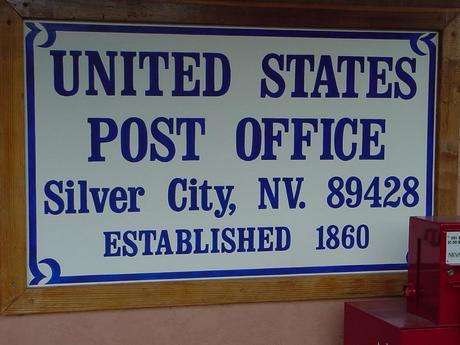 UNITED STATES
POST OFFICE
Silver City, NV. 89428
ESTABLISHED 1860